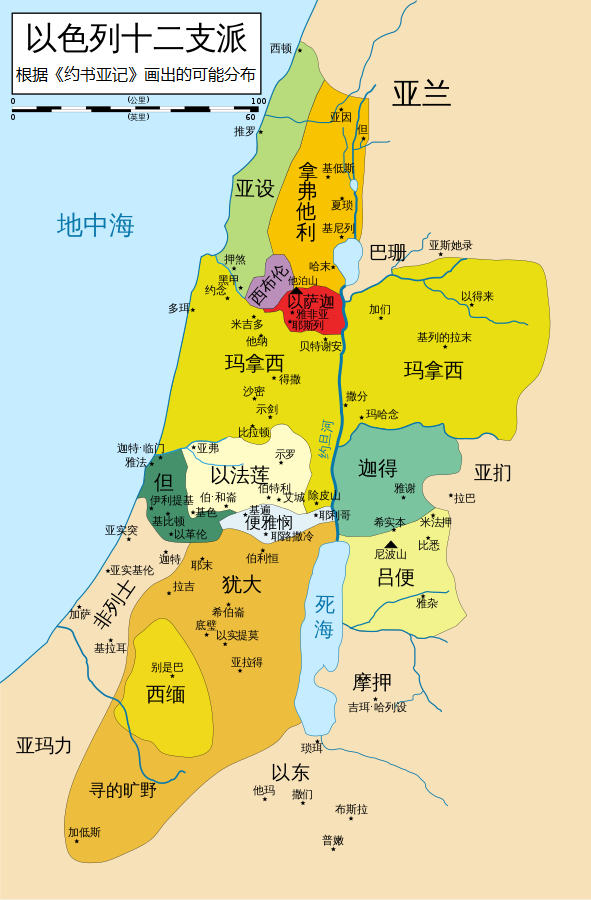 以色列十二支派
根据《约书亚记》画出的可能分布
(公里)
0
100
0
60
(英里)
西顿
亚兰
推罗
亚因
但
亚设
拿弗他利
基低斯
夏琐
基尼列
地中海
巴珊
亚斯她录
押煞
哈末
黑甲
西布伦
他泊山
约念
以萨迦
多珥
雅非亚
加们
以得来
米吉多
耶斯列
他纳
贝特谢安
基列的拉末
玛拿西
玛拿西
得撒
沙密
撒分
示剑
玛哈念
比拉顿
约旦河
迦特·临门
亚弗
雅法
示罗
迦得
亚扪
但
以法莲
伯特利
雅谢
伊利提基
伯·和崙
艾城
除皮山
拉巴
基色
基遍
耶利哥
米法押
基比顿
便雅悯
希实本
亚实突
以革伦
耶路撒冷
比悉
迦特
耶末
伯利恒
尼波山
亚实基伦
犹大
吕便
拉吉
雅杂
非列士
加萨
希伯崙
死海
底璧
以实提莫
基拉耳
别是巴
亚拉得
西缅
摩押
吉珥·哈列设
亚玛力
琐珥
以东
寻的旷野
他玛
撒们
布斯拉
加低斯
普嫩